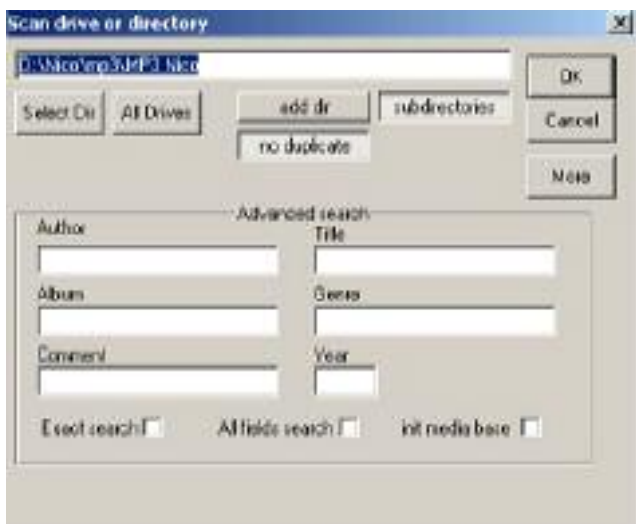 Scan drive or directory
D:\Nico\mp3\MP3 Nico
OK
Select Dir All Drives add dir subdirectories
Cancel
no duplicate
More
Advanced search
Author Title
Album Genre
Comment Year
Exact search All fields search init media base